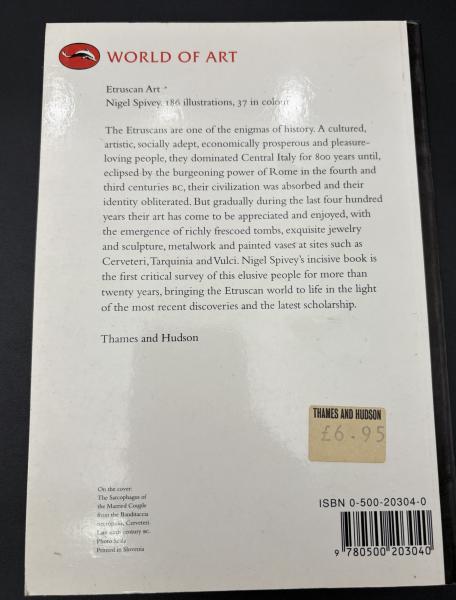 WORLD OF ART
Etruscan Art
Nigel Spivey. 186 illustrations, 37 in colour
The Etruscans are one of the enigmas of history. A cultured,
artistic, socially adept, economically prosperous and pleasure-
loving people, they dominated Central Italy for 800 years until,
eclipsed by the burgeoning power of Rome in the fourth and
third centuries BC, their civilization was absorbed and their
identity obliterated. But gradually during the last four hundred
years their art has come to be appreciated and enjoyed, with
the emergence of richly frescoed tombs, exquisite jewelry
and sculpture, metalwork and painted vases at sites such as
Cerveteri, Tarquinia and Vulci. Nigel Spivey's incisive book is
the first critical survey of this elusive people for more than
twenty years, bringing the Etruscan world to life in the light
of the most recent discoveries and the latest scholarship.
Thames and Hudson
THAMES AND HUDSON
£6.95
On the cover:
The Sarcophagus of
the Married Couple
from the Banditaccia
necropolis, Cerveteri.
Late sixth century BC.
Photo Scala
Printed in Slovenia
ISBN 0-500-20304-0
9 780500 203040